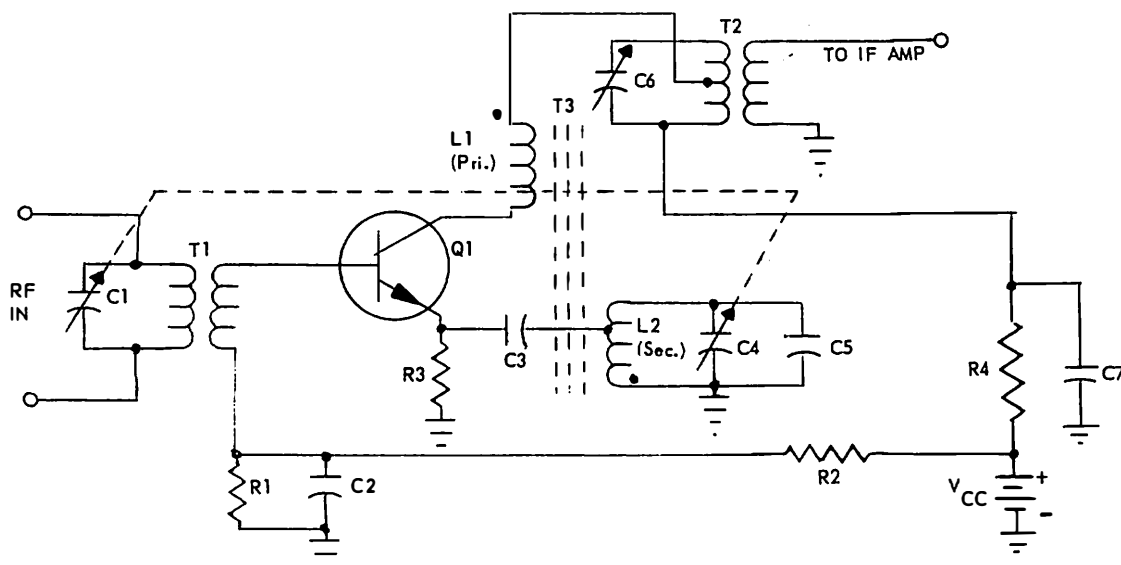 T2
TO IF AMP
C6
T3
L1
(Pri.)
Q1
T1
RF
IN
C1
L2
(Sec.)
C3
C4
C5
R3
R4
C7
R1
C2
R2
VCC
+
-